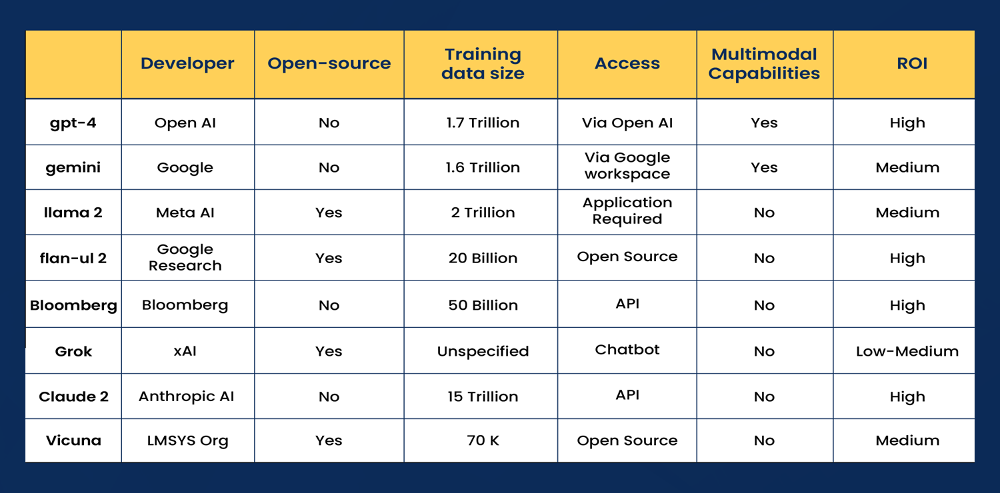 Developer
Open-source
Training
data size
Access
Multimodal
Capabilities
ROI
gpt-4
Open AI
No
1.7 Trillion
Via Open AI
Yes
High
gemini
Google
No
1.6 Trillion
Via Google
workspace
Yes
Medium
llama 2
Meta AI
Yes
2 Trillion
Application
Required
No
Medium
flan-ul 2
Google
Research
Yes
20 Billion
Open Source
No
High
Bloomberg
Bloomberg
No
50 Billion
API
No
High
Grok
xAI
Yes
Unspecified
Chatbot
No
Low-Medium
Claude 2
Anthropic AI
No
15 Trillion
API
No
High
Vicuna
LMSYS Org
Yes
70 K
Open Source
No
Medium